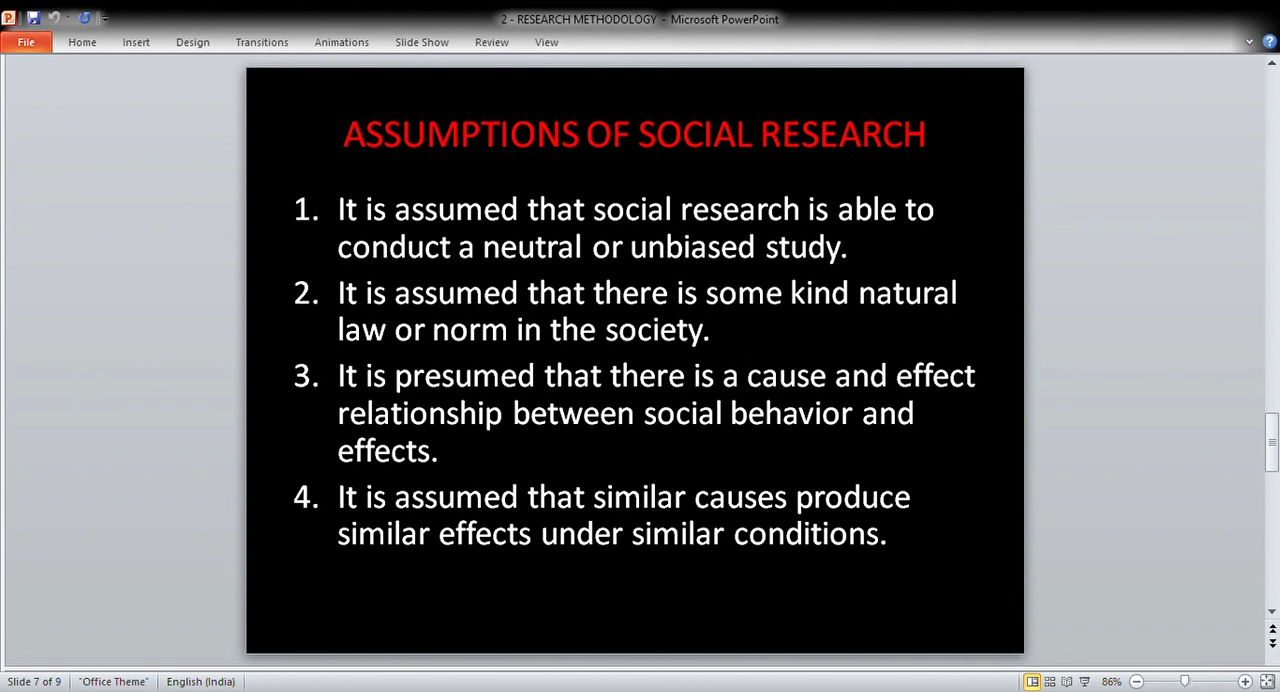 2 - RESEARCH METHODOLOGY - Microsoft PowerPoint
File Home Insert Design Transitions Animations Slide Show Review View
ASSUMPTIONS OF SOCIAL RESEARCH
1. It is assumed that social research is able to
conduct a neutral or unbiased study.
2. It is assumed that there is some kind natural
law or norm in the society.
3. It is presumed that there is a cause and effect
relationship between social behavior and
effects.
4. It is assumed that similar causes produce
similar effects under similar conditions.
Slide 7 of 9 "Office Theme" English (India) 86%